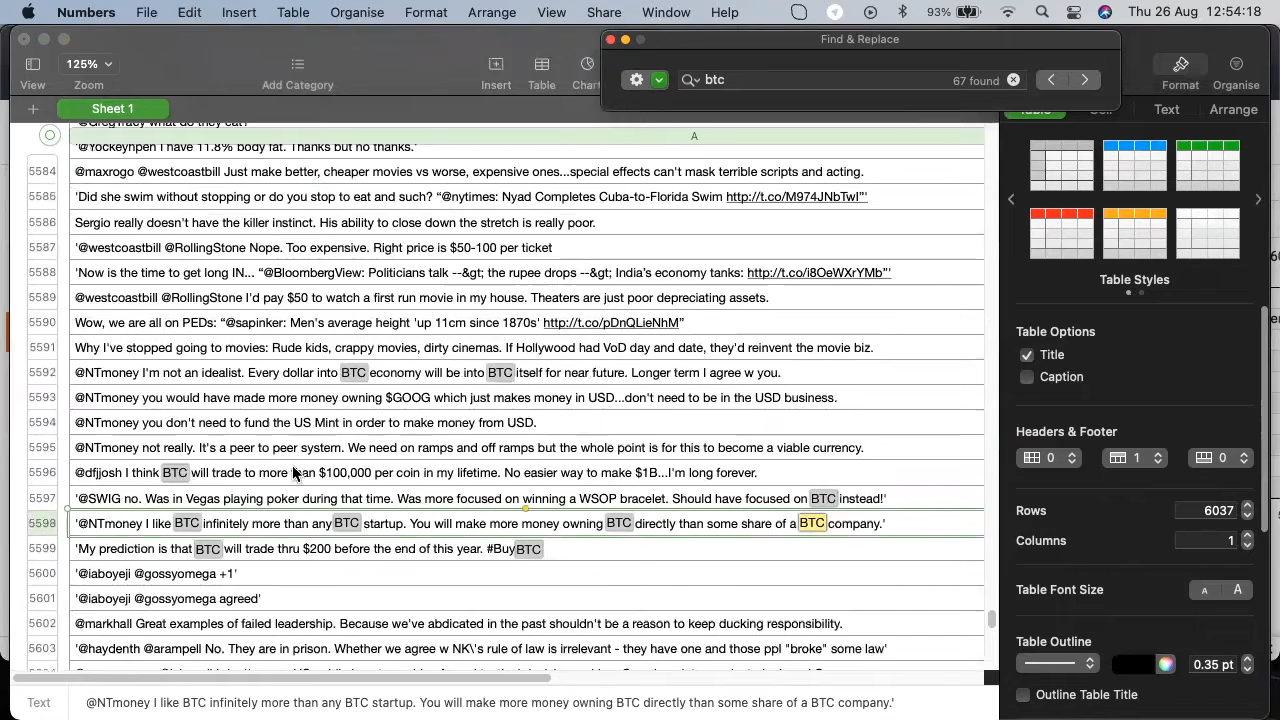 Numbers File Edit Insert Table Organise Format Arrange View Share Window Help 93% Thu 26 Aug 12:54:18
Find & Replace
btc 67 found
125%
View Zoom Add Category Insert Table Format Organise
Sheet 1
Text Arrange
A
'@Yockeyhpen I have 11.8% body fat. Thanks but no thanks.'
5584 @maxrogo @westcoastbill Just make better, cheaper movies vs worse, expensive ones...special effects can't mask terrible scripts and acting.
5585 'Did she swim without stopping or do you stop to eat and such? “@nytimes: Nyad Completes Cuba-to-Florida Swim http://t.co/M974JNbTwI”'
5586 Sergio really doesn't have the killer instinct. His ability to close down the stretch is really poor.
5587 '@westcoastbill @RollingStone Nope. Too expensive. Right price is $50-100 per ticket
5588 'Now is the time to get long IN... “@BloombergView: Politicians talk --&gt; the rupee drops --&gt; India’s economy tanks: http://t.co/i8OeWXrYMb”'
5589 @westcoastbill @RollingStone I'd pay $50 to watch a first run movie in my house. Theaters are just poor depreciating assets.
5590 Wow, we are all on PEDs: “@sapinker: Men's average height 'up 11cm since 1870s' http://t.co/pDnQLieNhM”
5591 Why I've stopped going to movies: Rude kids, crappy movies, dirty cinemas. If Hollywood had VoD day and date, they'd reinvent the movie biz.
5592 @NTmoney I'm not an idealist. Every dollar into BTC economy will be into BTC itself for near future. Longer term I agree w you.
5593 @NTmoney you would have made more money owning $GOOG which just makes money in USD...don't need to be in the USD business.
5594 @NTmoney you don't need to fund the US Mint in order to make money from USD.
5595 @NTmoney not really. It's a peer to peer system. We need on ramps and off ramps but the whole point is for this to become a viable currency.
5596 @dfjjosh I think BTC will trade to more than $100,000 per coin in my lifetime. No easier way to make $1B...I'm long forever.
5597 '@SWIG no. Was in Vegas playing poker during that time. Was more focused on winning a WSOP bracelet. Should have focused on BTC instead!'
5598 '@NTmoney I like BTC infinitely more than any BTC startup. You will make more money owning BTC directly than some share of a BTC company.'
5599 'My prediction is that BTC will trade thru $200 before the end of this year. #BuyBTC
5600 '@iaboyeji @gossyomega +1'
5601 '@iaboyeji @gossyomega agreed'
5602 @markhall Great examples of failed leadership. Because we've abdicated in the past shouldn't be a reason to keep ducking responsibility.
5603 '@haydenth @arampell No. They are in prison. Whether we agree w NK\'s rule of law is irrelevant - they have one and those ppl "broke" some law'
Text @NTmoney I like BTC infinitely more than any BTC startup. You will make more money owning BTC directly than some share of a BTC company.'
Table Styles
Table Options
Title
Caption
Headers & Footer
0 1 0
Rows 6037
Columns 1
Table Font Size A A
Table Outline
0.35 pt
Outline Table Title